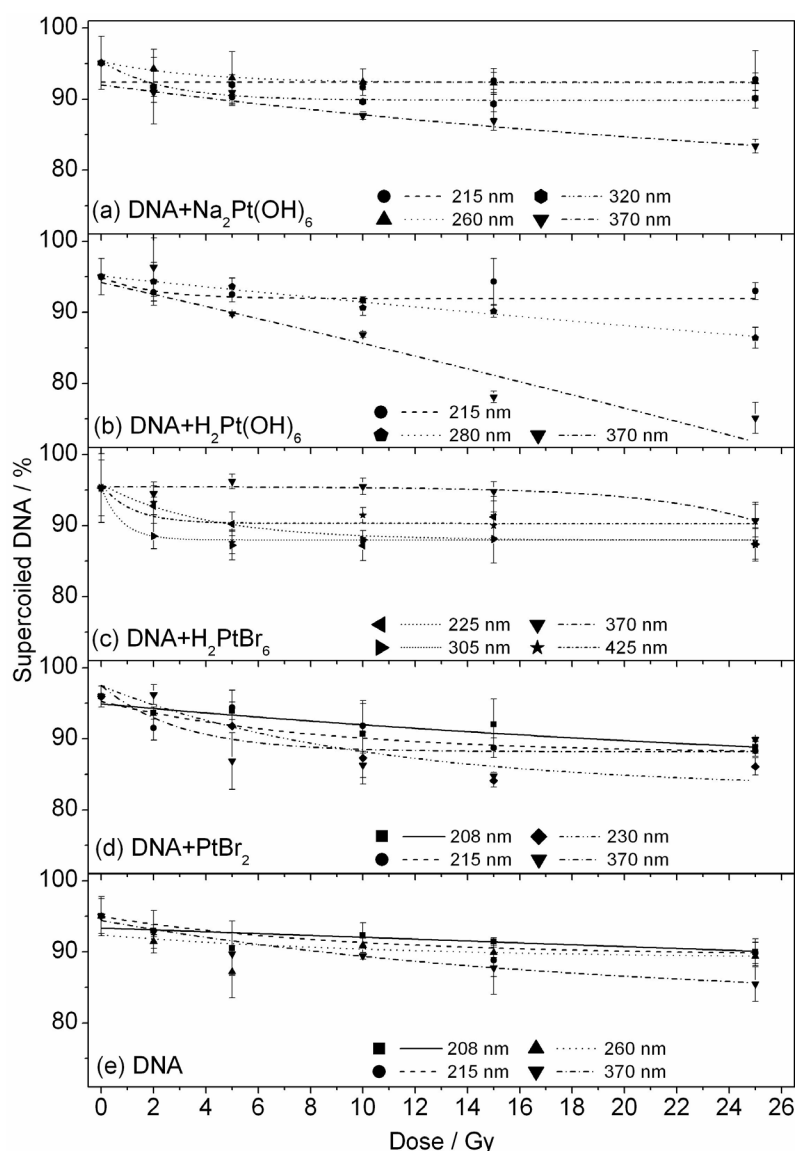 Supercoiled DNA / %
100
90
80
215 nm 320 nm
(a) DNA+Na₂Pt(OH)₆ 260 nm 370 nm
100
90
80
215 nm
(b) DNA+H₂Pt(OH)₆ 280 nm 370 nm
100
90
80
225 nm 370 nm
(c) DNA+H₂PtBr₆ 305 nm 425 nm
100
90
80
208 nm 230 nm
(d) DNA+PtBr₂ 215 nm 370 nm
100
90
80
208 nm 260 nm
(e) DNA 215 nm 370 nm
0 2 4 6 8 10 12 14 16 18 20 22 24 26
Dose / Gy